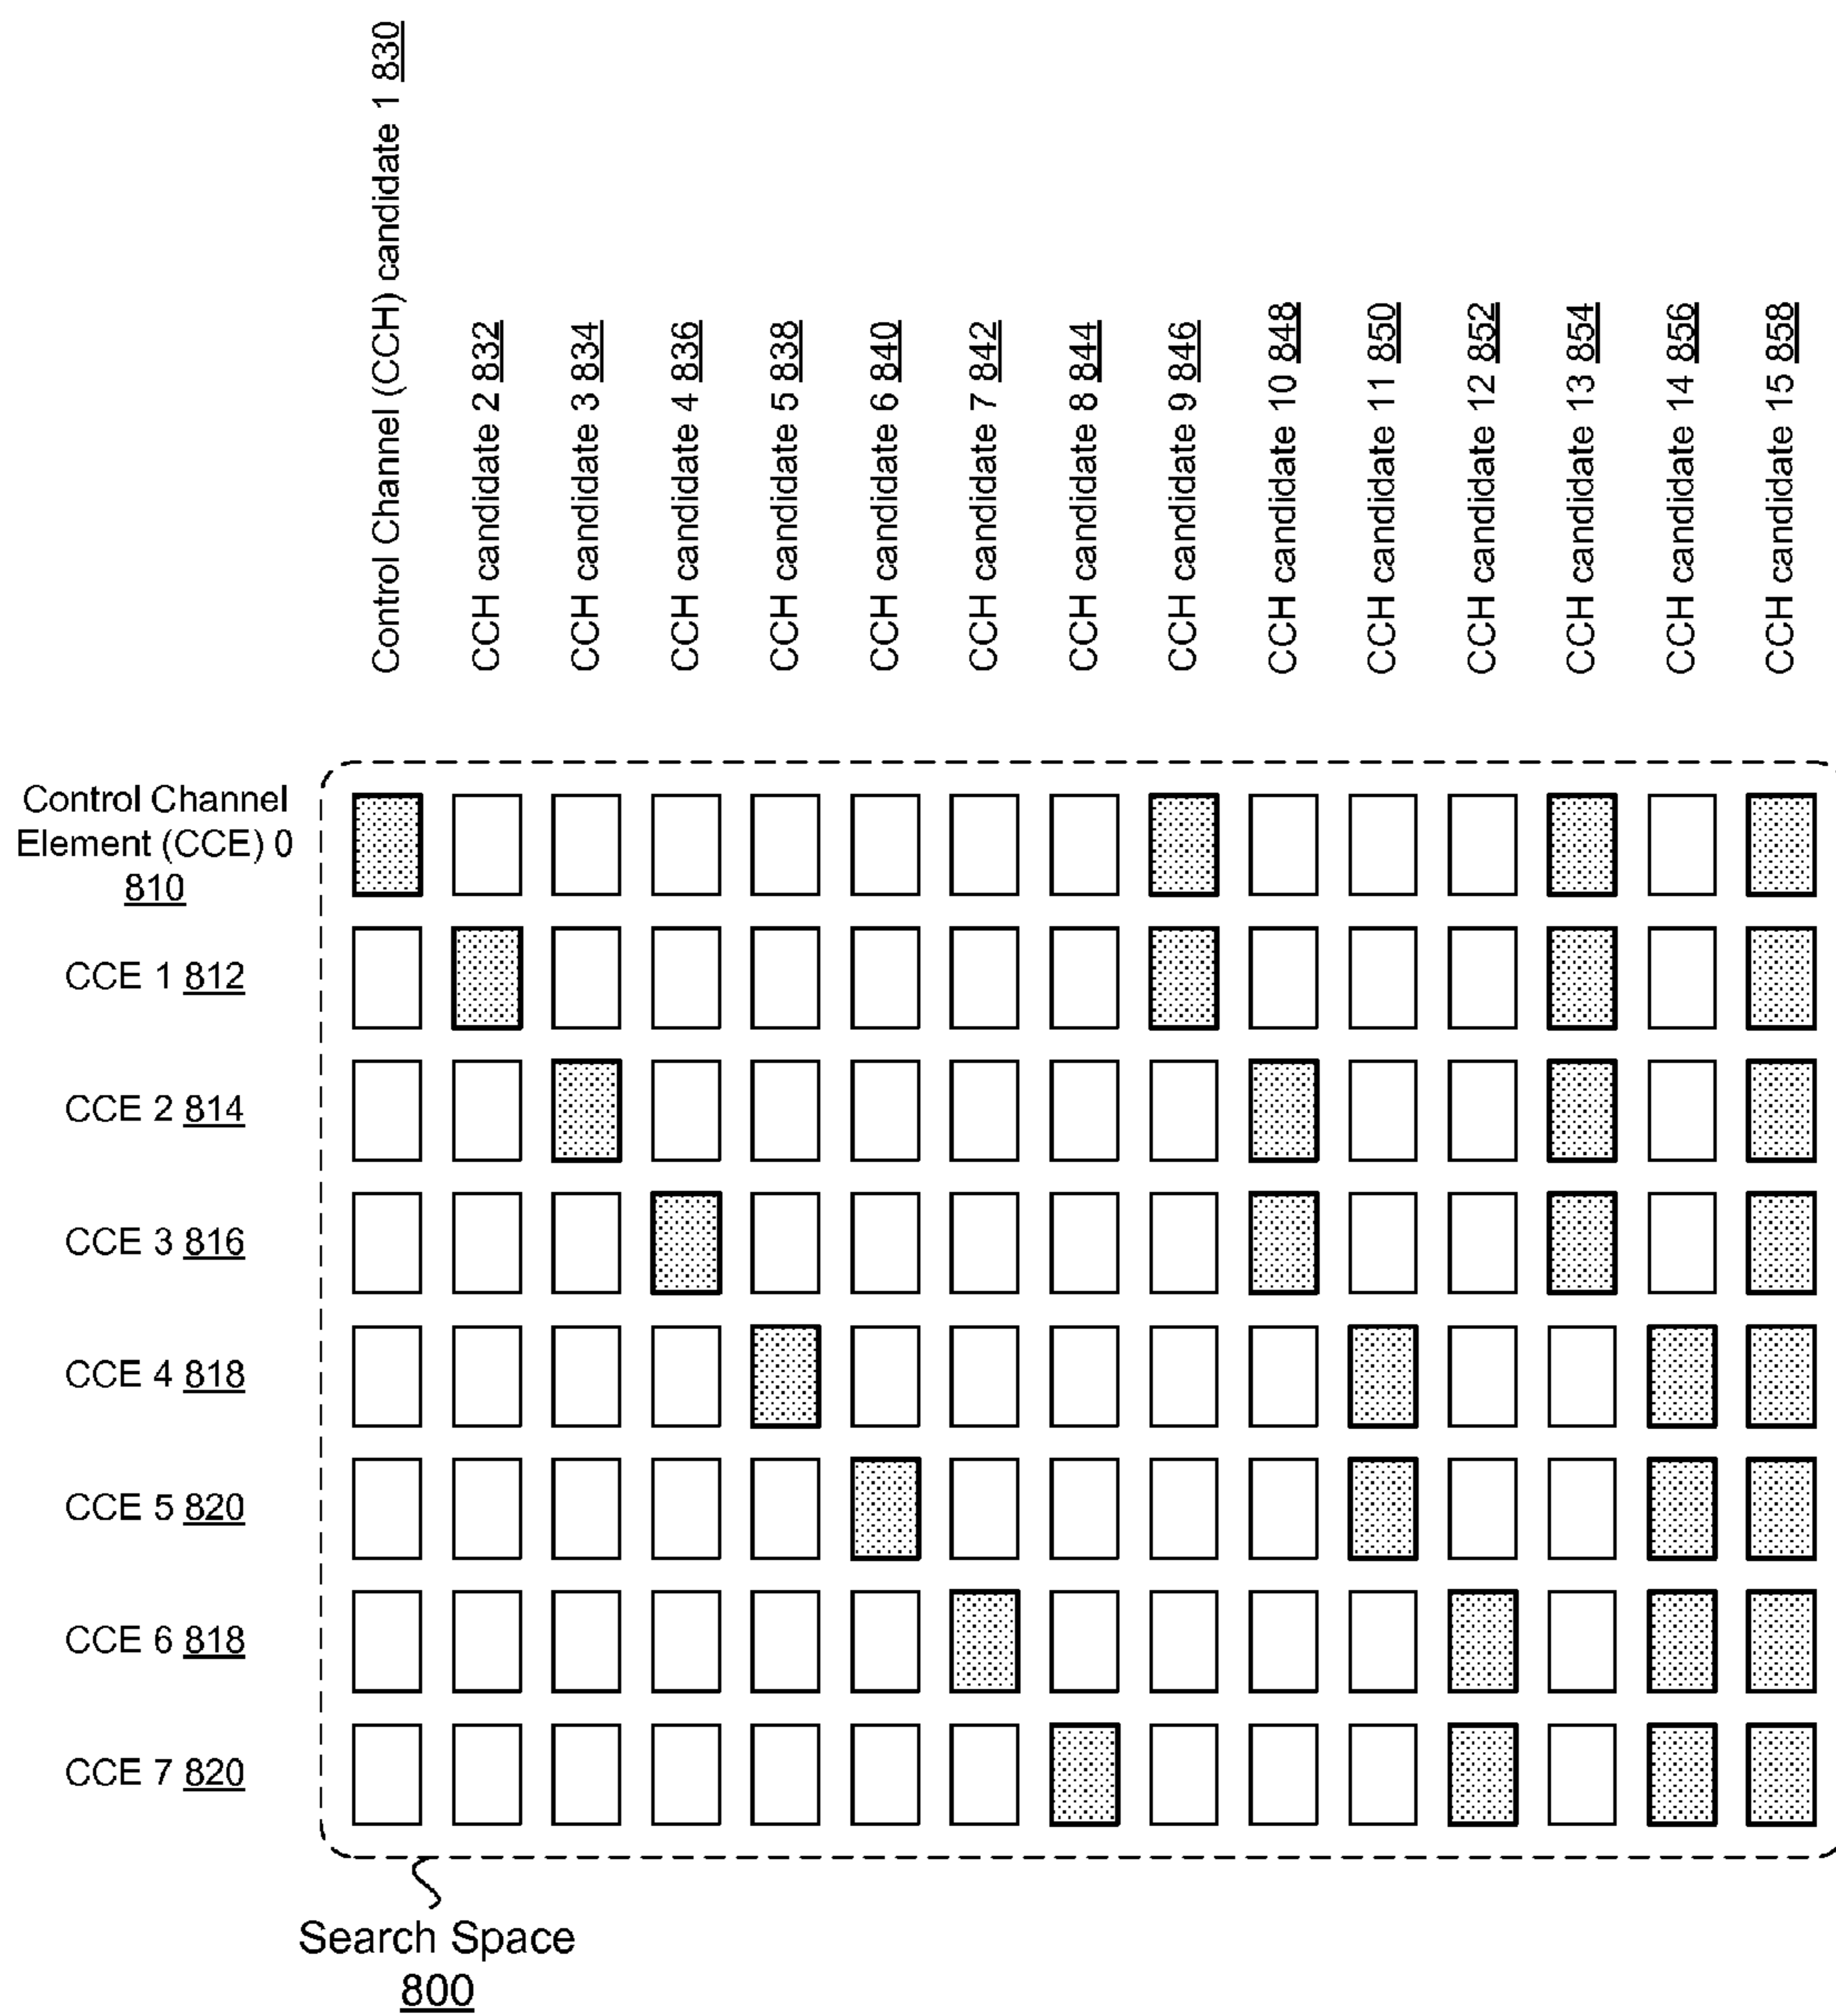 Control Channel (CCH) candidate 1 830
CCH candidate 2 832
CCH candidate 3 834
CCH candidate 4 836
CCH candidate 5 838
CCH candidate 6 840
CCH candidate 7 842
CCH candidate 8 844
CCH candidate 9 846
CCH candidate 10 848
CCH candidate 11 850
CCH candidate 12 852
CCH candidate 13 854
CCH candidate 14 856
CCH candidate 15 858
Control Channel
Element (CCE) 0
810
CCE 1 812
CCE 2 814
CCE 3 816
CCE 4 818
CCE 5 820
CCE 6 818
CCE 7 820
Search Space
800